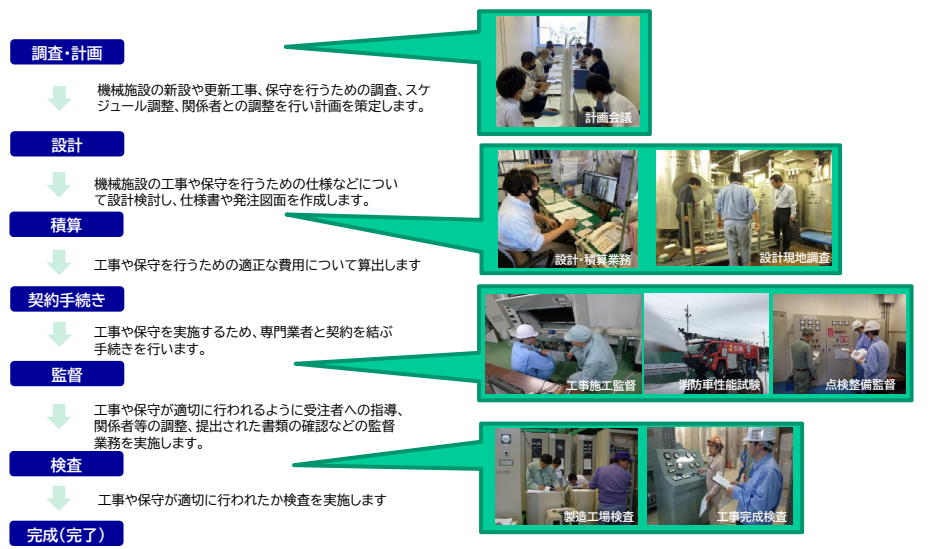 調査・計画
機械施設の新設や更新工事、保守を行うための調査、スケ
ジュール調整、関係者との調整を行い計画を策定します。
計画会議
設計
機械施設の工事や保守を行うための仕様などについ
て設計検討し、仕様書や発注図面を作成します。
設計・積算業務
設計現地調査
積算
工事や保守を行うための適正な費用について算出します
契約手続き
工事や保守を実施するため、専門業者と契約を結ぶ
手続きを行います。
工事施工監督
消防車性能試験
点検整備監督
監督
工事や保守が適切に行われるように受注者への指導、
関係者等の調整、提出された書類の確認などの監督
業務を実施します。
検査
工事や保守が適切に行われたか検査を実施します
製造工場検査
工事完成検査
完成(完了)